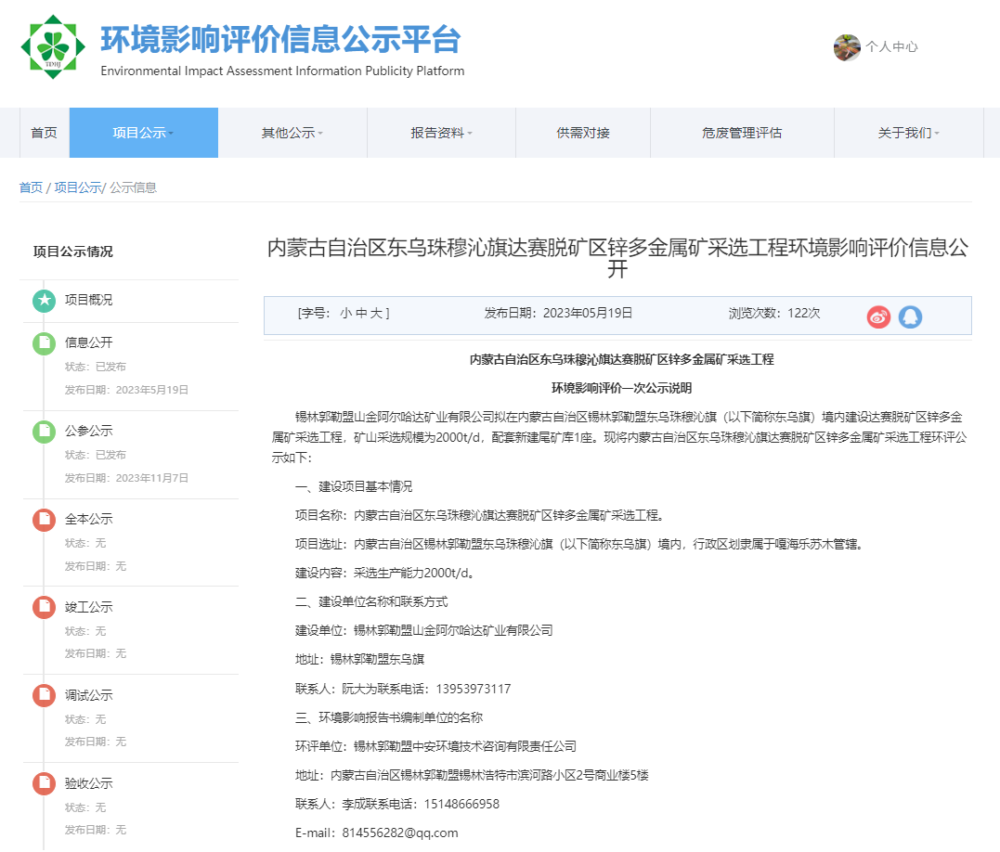 环境影响评价信息公示平台
Environmental Impact Assessment Information Publicity Platform
TDHJ
个人中心
首页
项目公示
其他公示
报告资料
供需对接
危废管理评估
关于我们
首页 / 项目公示/ 公示信息
项目公示情况
项目概况
信息公开
状态：已发布
发布日期：2023年5月19日
公参公示
状态：已发布
发布日期：2023年11月7日
全本公示
状态：无
发布日期：无
竣工公示
状态：无
发布日期：无
调试公示
状态：无
发布日期：无
验收公示
状态：无
发布日期：无
内蒙古自治区东乌珠穆沁旗达赛脱矿区锌多金属矿采选工程环境影响评价信息公
开
[字号： 小 中 大 ]
发布日期：2023年05月19日
浏览次数：122次
内蒙古自治区东乌珠穆沁旗达赛脱矿区锌多金属矿采选工程
环境影响评价一次公示说明
锡林郭勒盟山金阿尔哈达矿业有限公司拟在内蒙古自治区锡林郭勒盟东乌珠穆沁旗（以下简称东乌旗）境内建设达赛脱矿区锌多金
属矿采选工程，矿山采选规模为2000t/d，配套新建尾矿库1座。现将内蒙古自治区东乌珠穆沁旗达赛脱矿区锌多金属矿采选工程环评公
示如下：
一、建设项目基本情况
项目名称：内蒙古自治区东乌珠穆沁旗达赛脱矿区锌多金属矿采选工程。
项目选址：内蒙古自治区锡林郭勒盟东乌珠穆沁旗（以下简称东乌旗）境内，行政区划隶属于嘎海乐苏木管辖。
建设内容：采选生产能力2000t/d。
二、建设单位名称和联系方式
建设单位：锡林郭勒盟山金阿尔哈达矿业有限公司
地址：锡林郭勒盟东乌旗
联系人：阮大为联系电话：13953973117
三、环境影响报告书编制单位的名称
环评单位：锡林郭勒盟中安环境技术咨询有限责任公司
地址：内蒙古自治区锡林郭勒盟锡林浩特市滨河路小区2号商业楼5楼
联系人：李成联系电话：15148666958
E-mail：814556282@qq.com